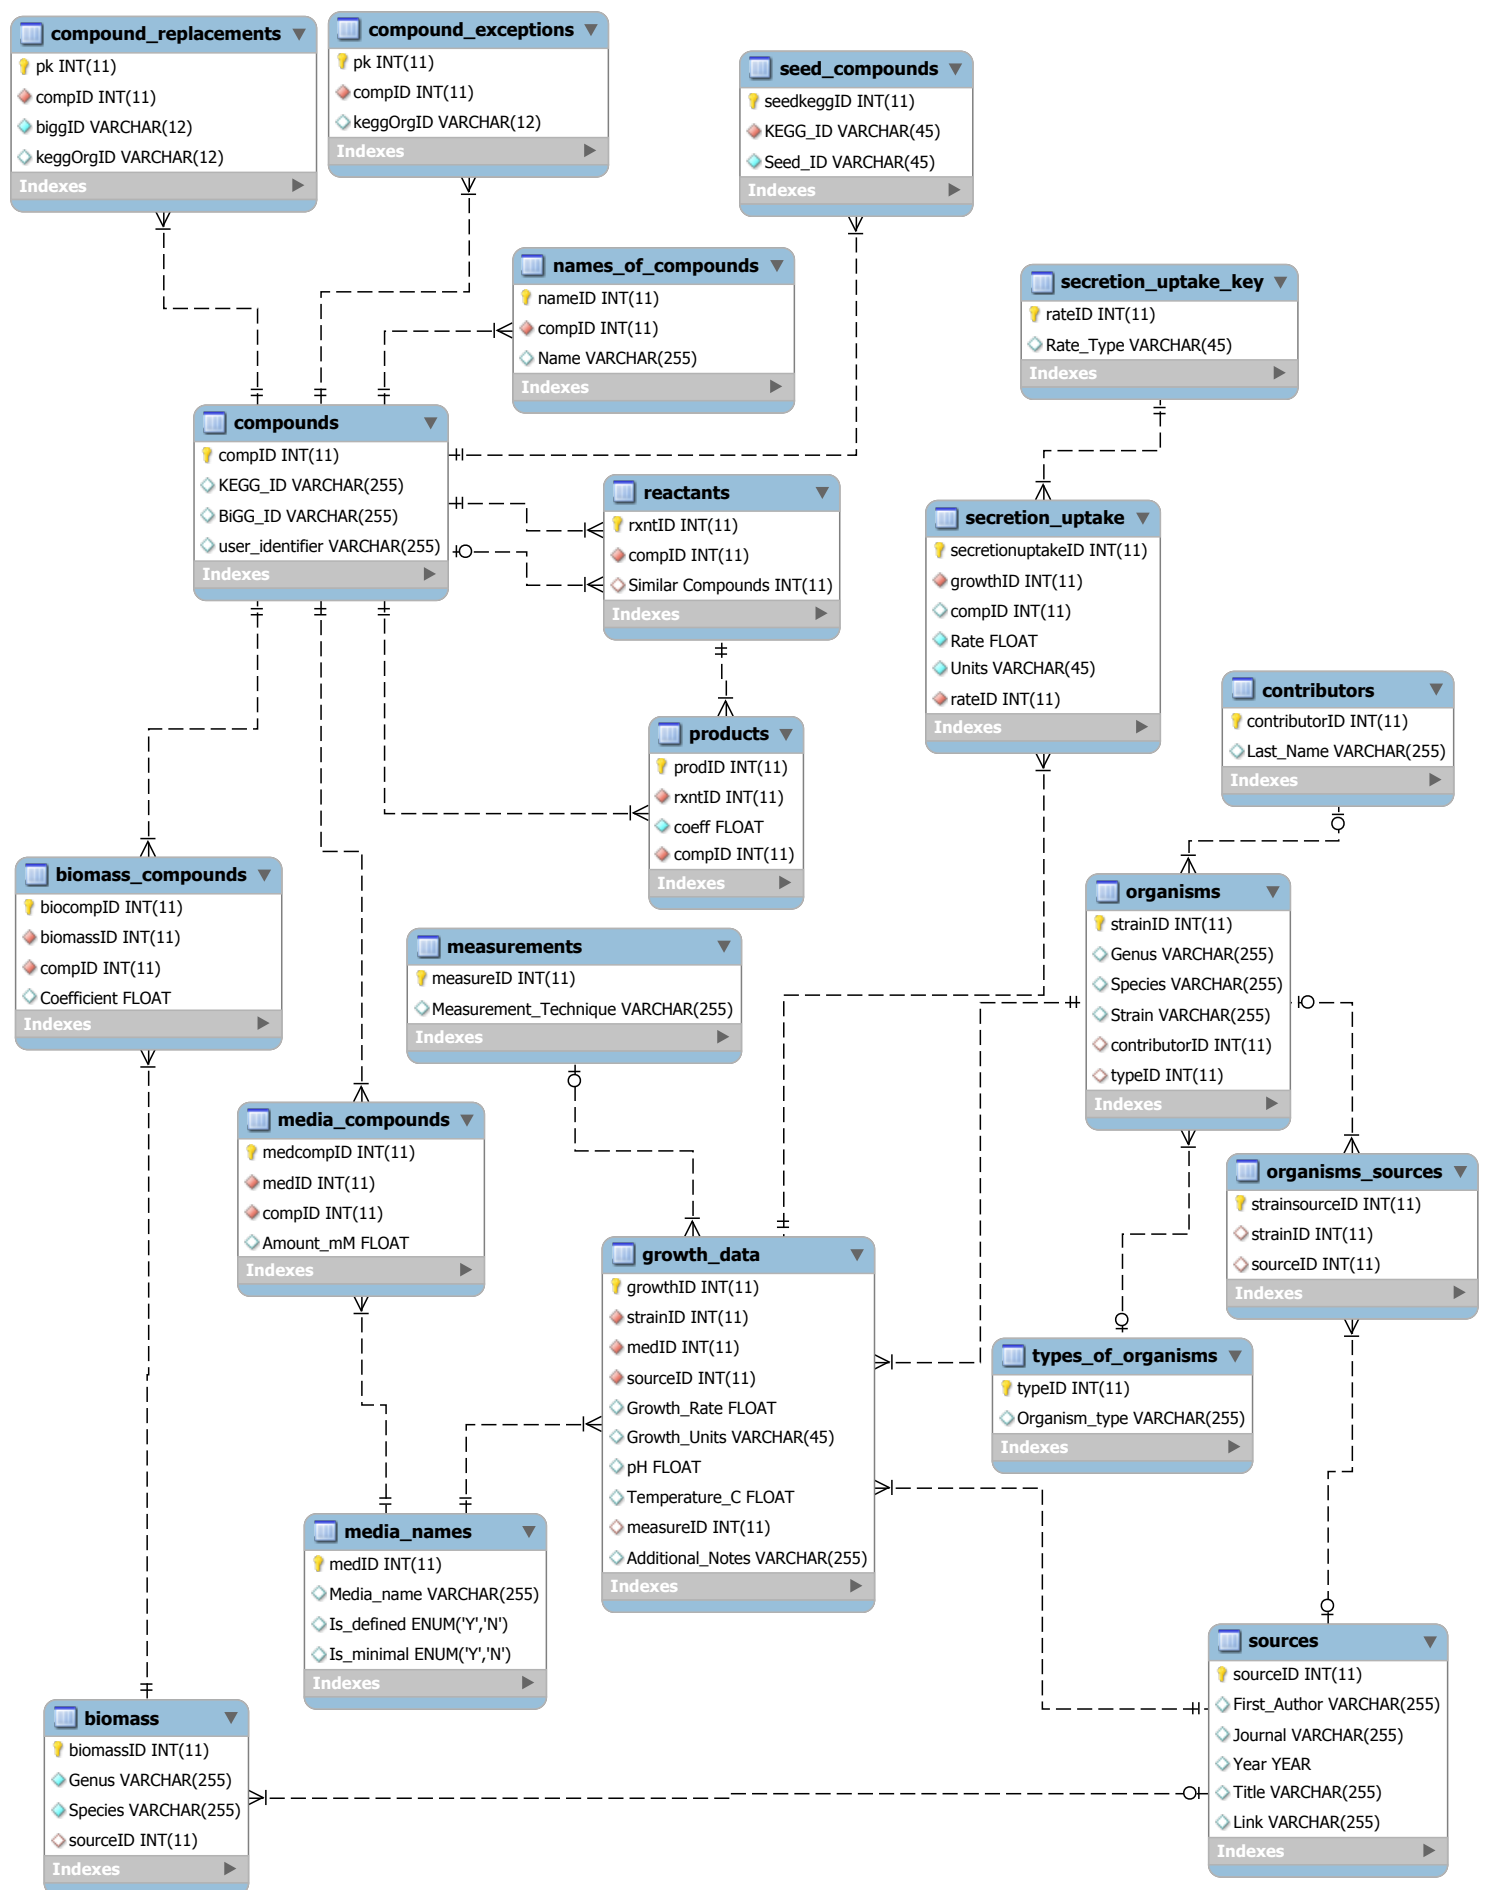 compound_replacements
pk INT(11)
compID INT(11)
biggID VARCHAR(12)
keggOrgID VARCHAR(12)
Indexes
compound_exceptions
pk INT(11)
compID INT(11)
keggOrgID VARCHAR(12)
Indexes
seed_compounds
seedkeggID INT(11)
KEGG_ID VARCHAR(45)
Seed_ID VARCHAR(45)
Indexes
names_of_compounds
nameID INT(11)
compID INT(11)
Name VARCHAR(255)
Indexes
secretion_uptake_key
rateID INT(11)
Rate_Type VARCHAR(45)
Indexes
compounds
compID INT(11)
KEGG_ID VARCHAR(255)
BiGG_ID VARCHAR(255)
user_identifier VARCHAR(255)
Indexes
reactants
rxntID INT(11)
compID INT(11)
Similar Compounds INT(11)
Indexes
secretion_uptake
secretionuptakeID INT(11)
growthID INT(11)
compID INT(11)
Rate FLOAT
Units VARCHAR(45)
rateID INT(11)
Indexes
contributors
contributorID INT(11)
Last_Name VARCHAR(255)
Indexes
products
prodID INT(11)
rxntID INT(11)
coeff FLOAT
compID INT(11)
Indexes
biomass_compounds
biocompID INT(11)
biomassID INT(11)
compID INT(11)
Coefficient FLOAT
Indexes
measurements
measureID INT(11)
Measurement_Technique VARCHAR(255)
Indexes
organisms
strainID INT(11)
Genus VARCHAR(255)
Species VARCHAR(255)
Strain VARCHAR(255)
contributorID INT(11)
typeID INT(11)
Indexes
media_compounds
medcompID INT(11)
medID INT(11)
compID INT(11)
Amount_mM FLOAT
Indexes
organisms_sources
strainsourceID INT(11)
strainID INT(11)
sourceID INT(11)
Indexes
growth_data
growthID INT(11)
strainID INT(11)
medID INT(11)
sourceID INT(11)
Growth_Rate FLOAT
Growth_Units VARCHAR(45)
pH FLOAT
Temperature_C FLOAT
measureID INT(11)
Additional_Notes VARCHAR(255)
Indexes
types_of_organisms
typeID INT(11)
Organism_type VARCHAR(255)
Indexes
media_names
medID INT(11)
Media_name VARCHAR(255)
Is_defined ENUM('Y','N')
Is_minimal ENUM('Y','N')
Indexes
sources
sourceID INT(11)
First_Author VARCHAR(255)
Journal VARCHAR(255)
Year YEAR
Title VARCHAR(255)
Link VARCHAR(255)
Indexes
biomass
biomassID INT(11)
Genus VARCHAR(255)
Species VARCHAR(255)
sourceID INT(11)
Indexes